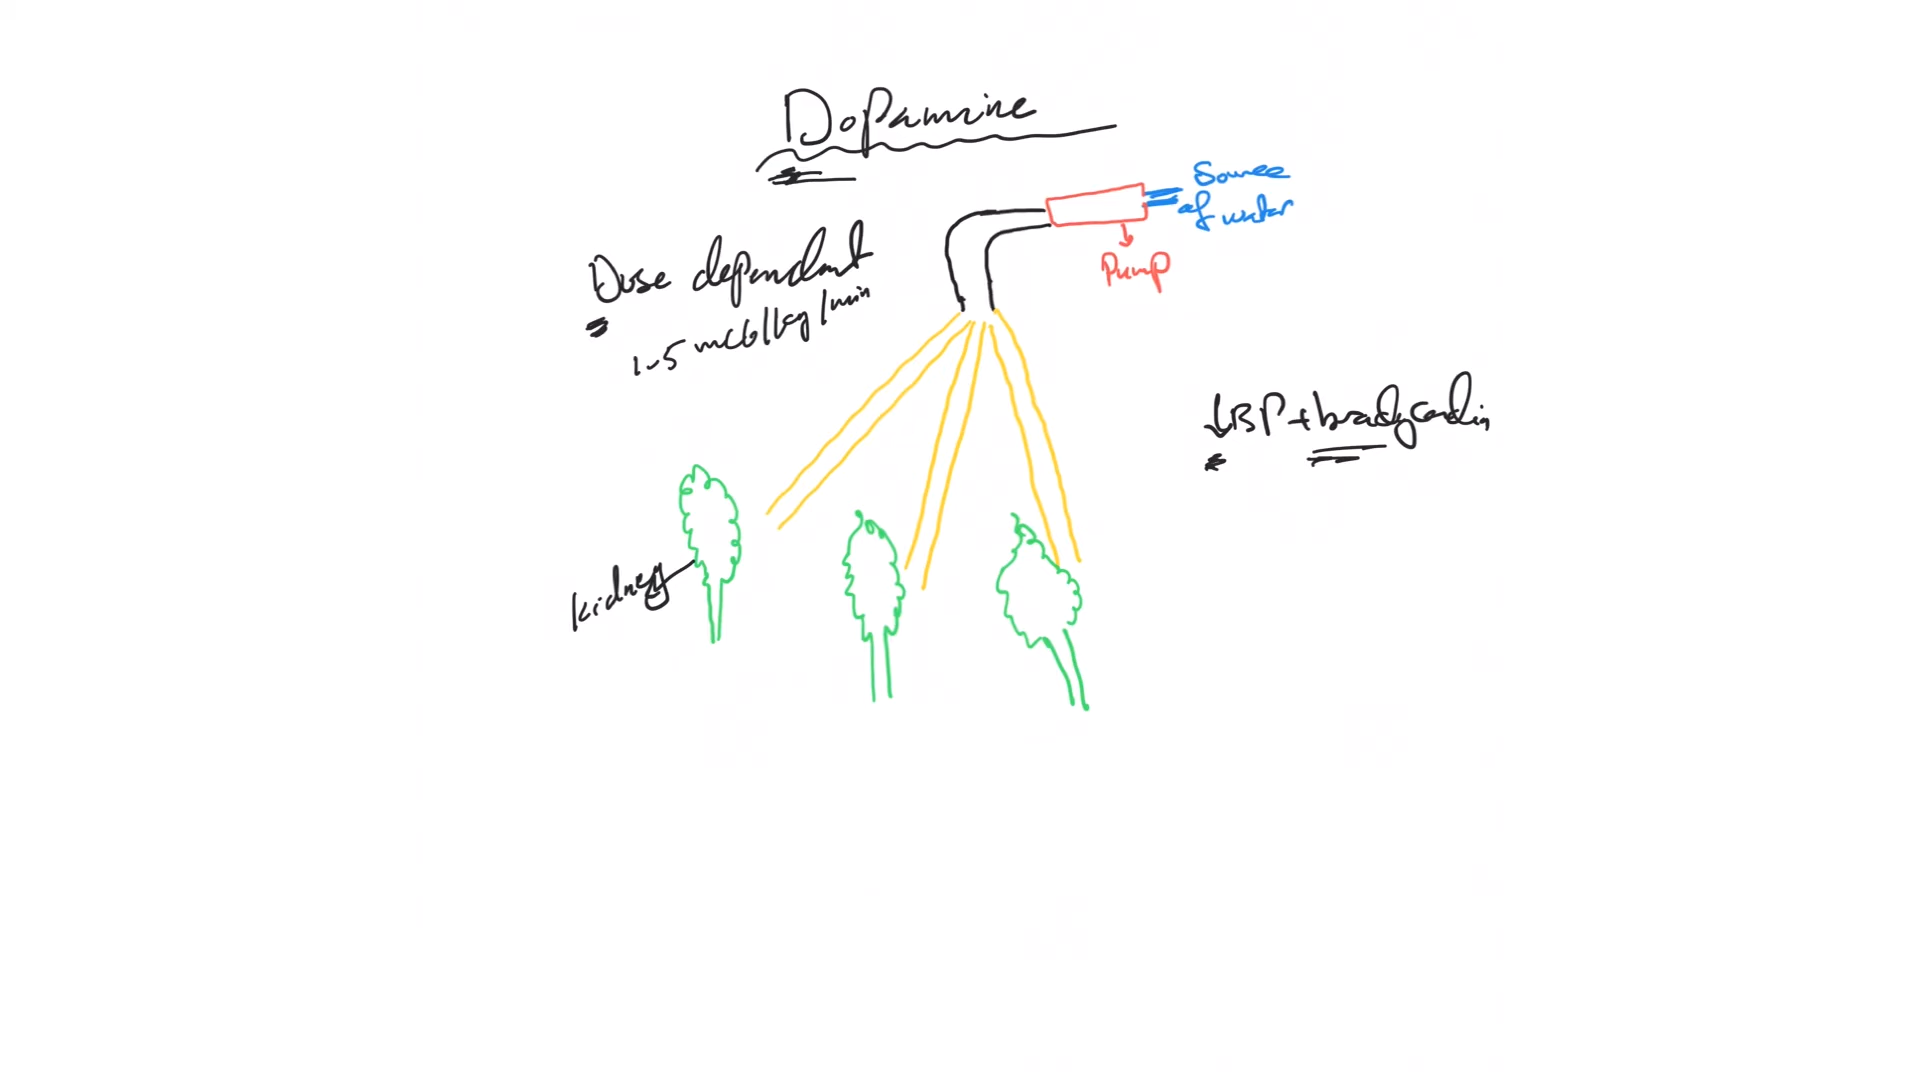 Dopamine
Source
of water
Pump
Dose dependant
1-5 mcg/kg/min
↓BP + bradycardia
kidney